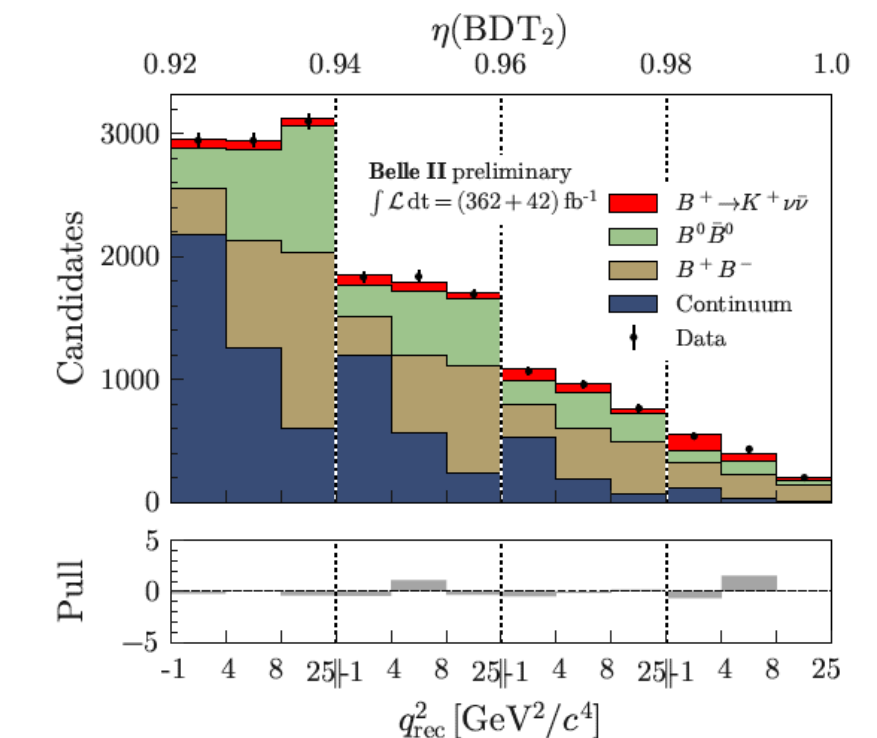 η(BDT₂)
0.92 0.94 0.96 0.98 1.0
Candidates
3000
2000
1000
0
Belle II preliminary
∫ℒ dt = (362 + 42) fb⁻¹
B⁺→K⁺νν̄
B⁰B̄⁰
B⁺B⁻
Continuum
Data
Pull
5
0
−5
-1 4 8 25||-1 4 8 25||-1 4 8 25||-1 4 8 25
q²rec [GeV²/c⁴]